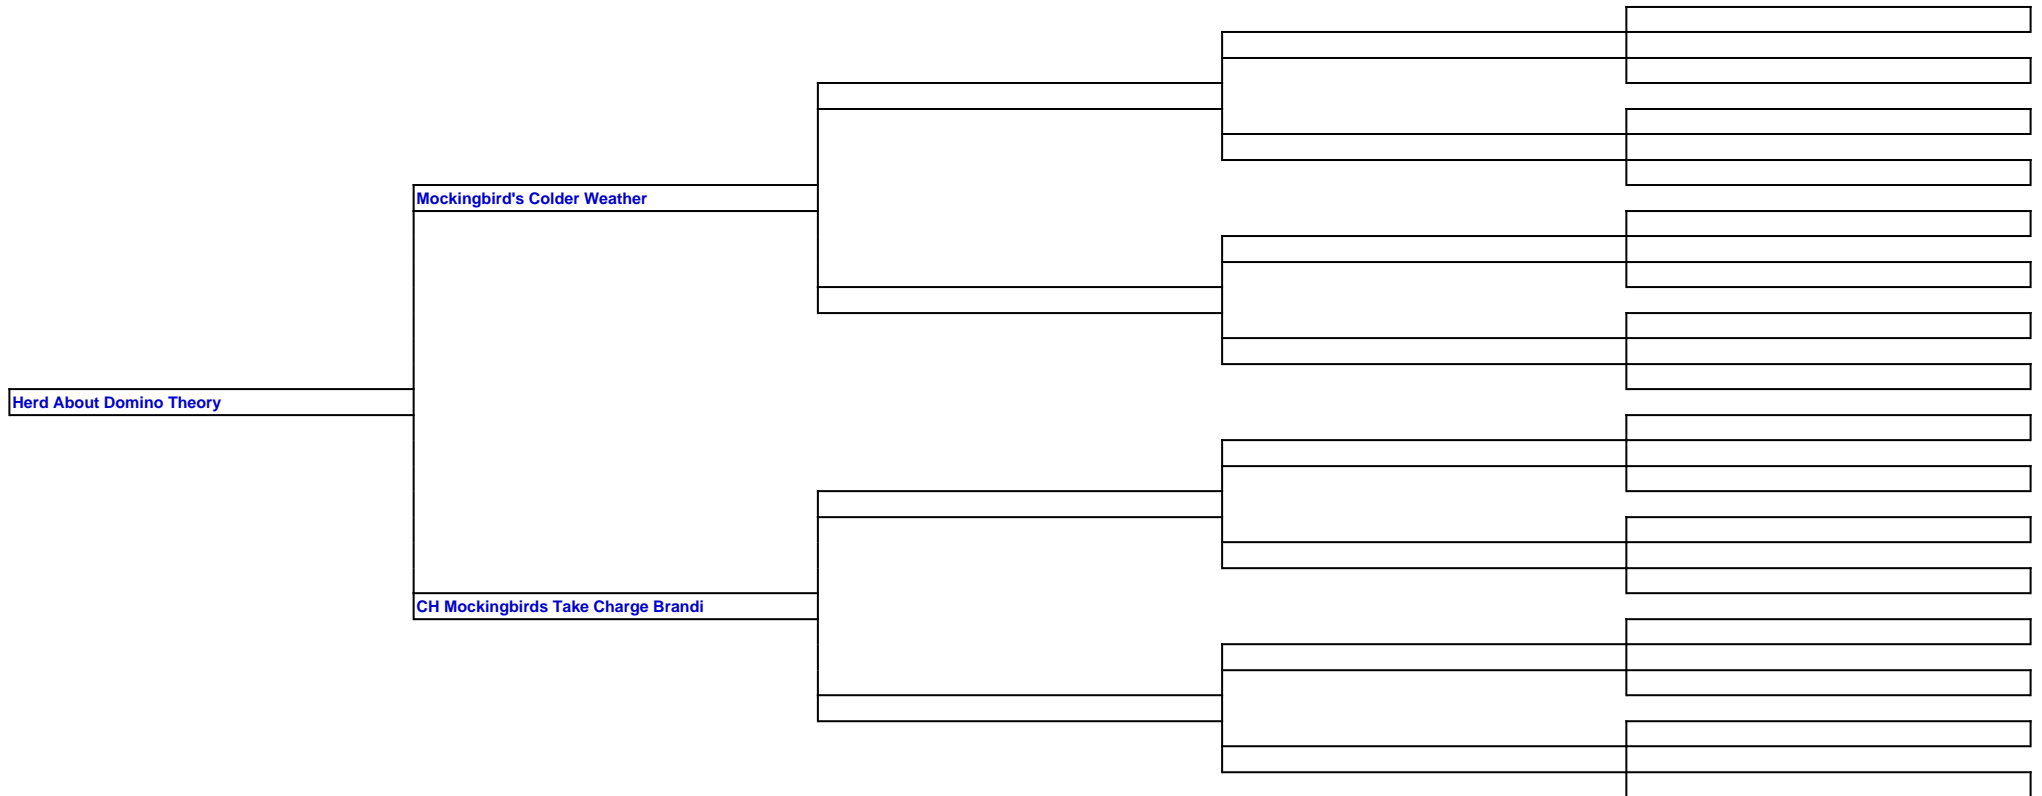 Mockingbird's Colder Weather
Herd About Domino Theory
CH Mockingbirds Take Charge Brandi